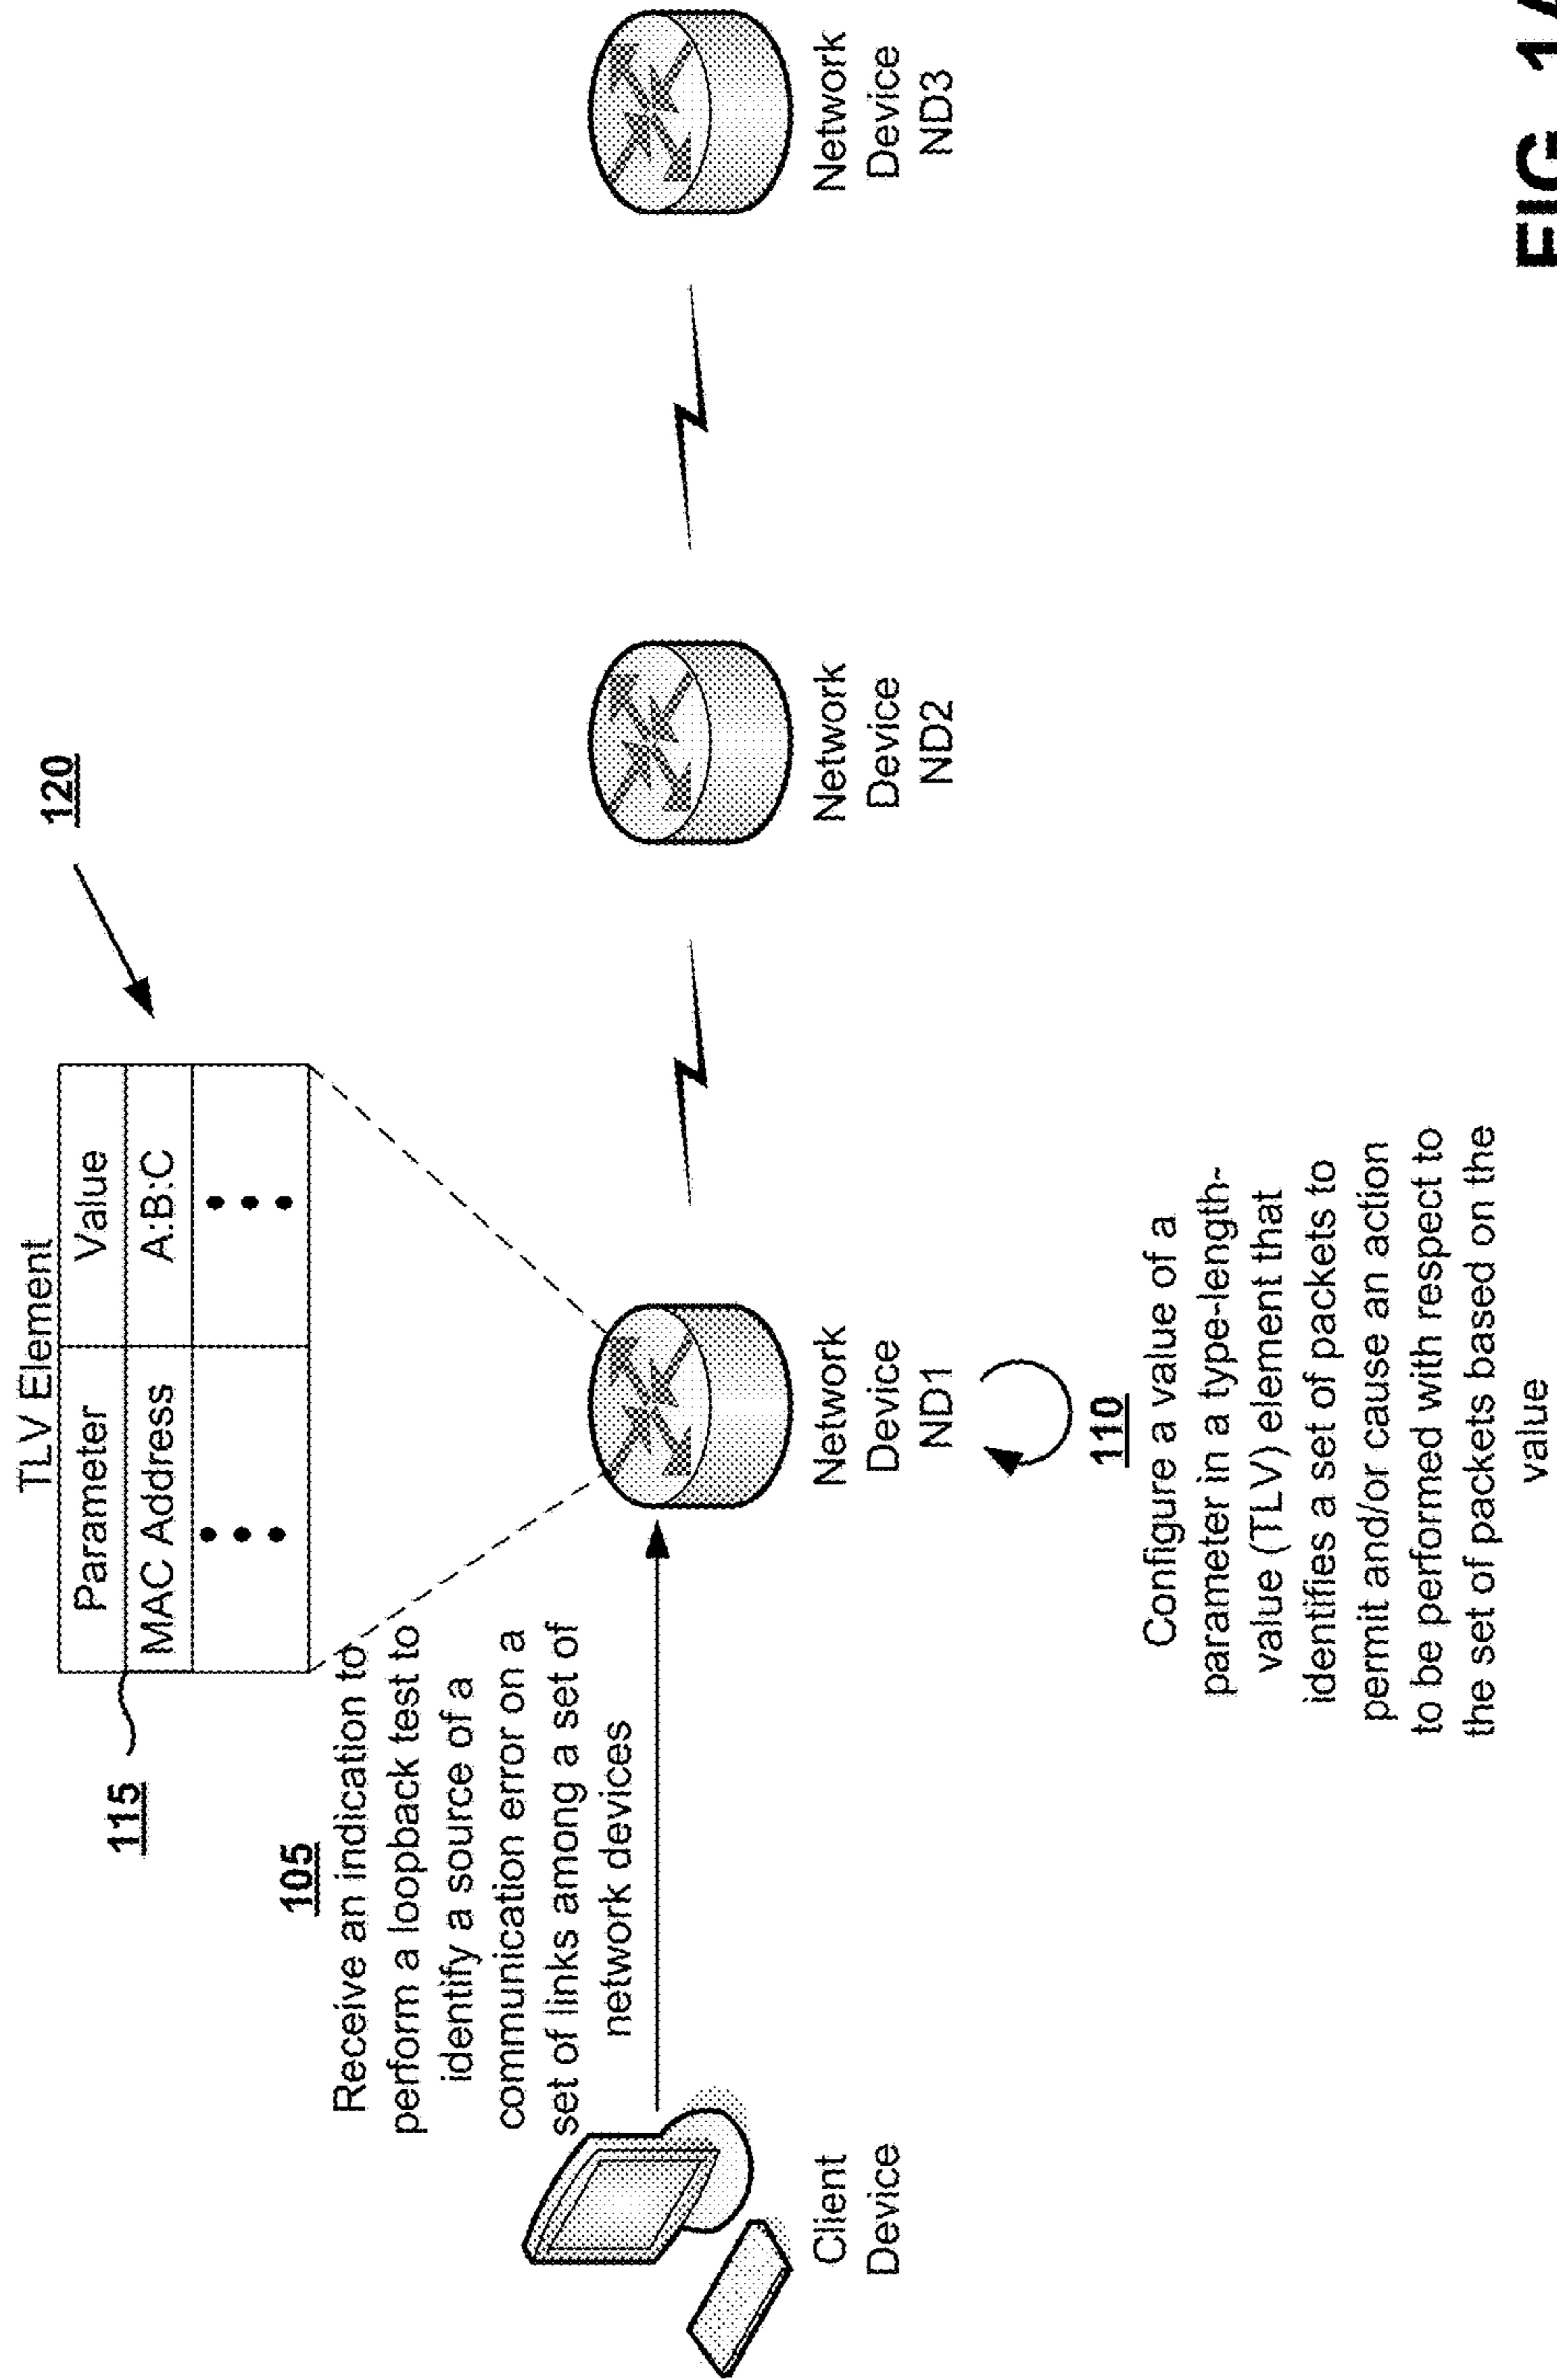 TLV Element
Parameter
Value
MAC Address
A:B:C
120
115
105
Receive an indication to
perform a loopback test to
identify a source of a
communication error on a
set of links among a set of
network devices
Client
Device
Network
Device
ND1
Network
Device
ND2
Network
Device
ND3
110
Configure a value of a
parameter in a type-length-
value (TLV) element that
identifies a set of packets to
permit and/or cause an action
to be performed with respect to
the set of packets based on the
value
FIG. 1A